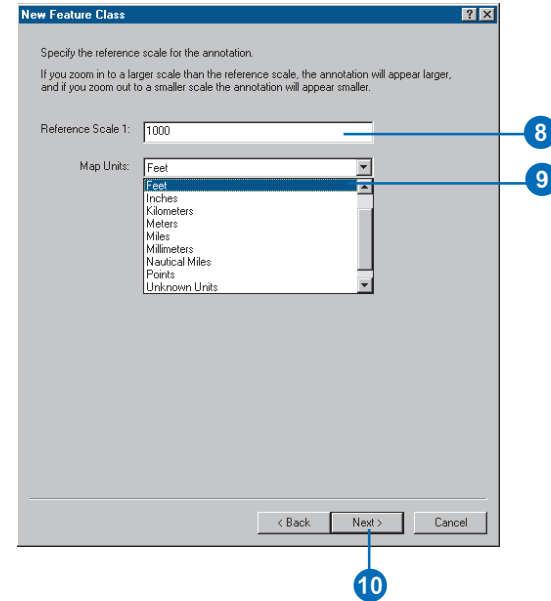 New Feature Class
Specify the reference scale for the annotation.
If you zoom in to a larger scale than the reference scale, the annotation will appear larger,
and if you zoom out to a smaller scale the annotation will appear smaller.
Reference Scale 1: 1000
8
Map Units: Feet
9
Feet
Inches
Kilometers
Meters
Miles
Millimeters
Nautical Miles
Points
Unknown Units
< Back Next > Cancel
10